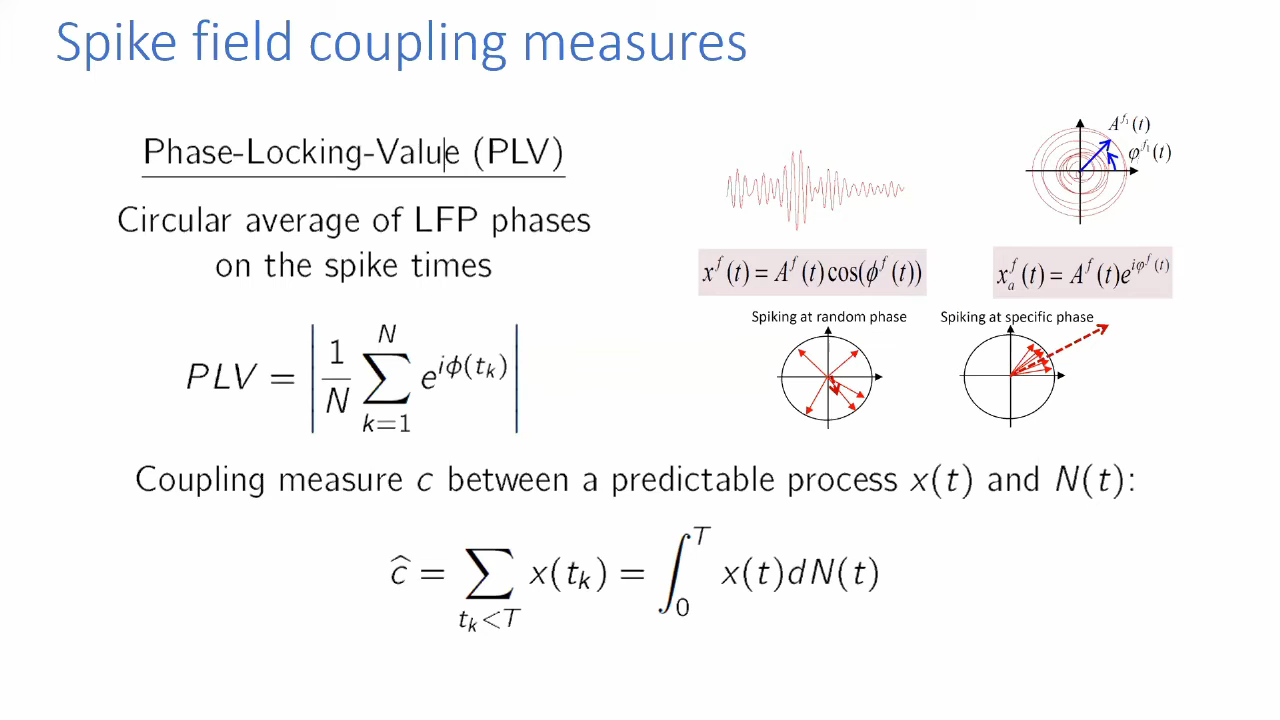 Spike field coupling measures
Phase-Locking-Value (PLV)
Circular average of LFP phases
on the spike times
PLV = | 1/N ∑_{k=1}^{N} e^{iϕ(t_k)} |
A^{f_1}(t)
φ^{f_1}(t)
x^f(t) = A^f(t)cos(ϕ^f(t))
x_a^f(t) = A^f(t)e^{iφ^f(t)}
Spiking at random phase
Spiking at specific phase
Coupling measure c between a predictable process x(t) and N(t):
ĉ = ∑_{t_k<T} x(t_k) = ∫_0^T x(t)dN(t)